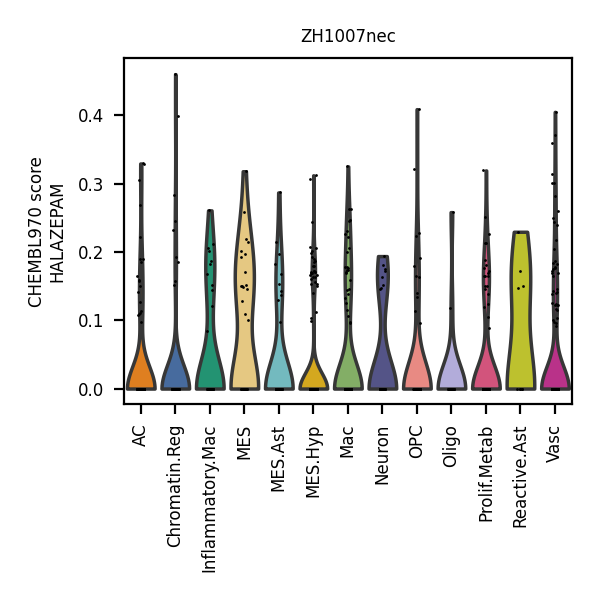 ZH1007nec
CHEMBL970 score
HALAZEPAM
0.4
0.3
0.2
0.1
0.0
AC
Chromatin.Reg
Inflammatory.Mac
MES
MES.Ast
MES.Hyp
Mac
Neuron
OPC
Oligo
Prolif.Metab
Reactive.Ast
Vasc